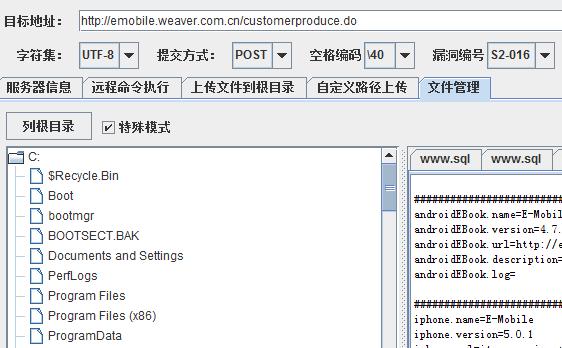 目标地址： http://emobile.weaver.com.cn/customerproduce.do
字符集： UTF-8 提交方式： POST 空格编码 \40 漏洞编号 S2-016
服务器信息 远程命令执行 上传文件到根目录 自定义路径上传 文件管理
列根目录 特殊模式
C:
$Recycle.Bin
Boot
bootmgr
BOOTSECT.BAK
Documents and Settings
PerfLogs
Program Files
Program Files (x86)
ProgramData
www.sql www.sql
##########################
androidEBook.name=E-Mobil
androidEBook.version=4.7.
androidEBook.url=http://e
androidEBook.description=
androidEBook.log=
##########################
iphone.name=E-Mobile
iphone.version=5.0.1